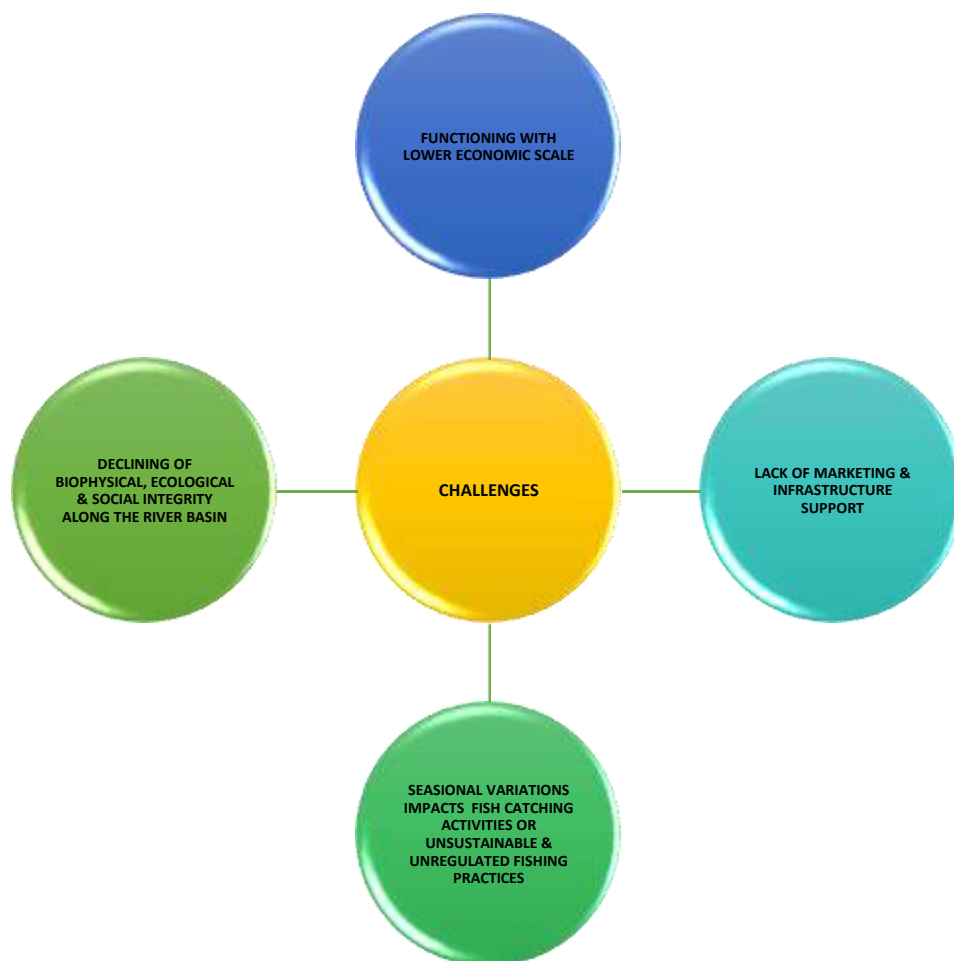 FUNCTIONING WITH
LOWER ECONOMIC SCALE
DECLINING OF
BIOPHYSICAL, ECOLOGICAL
& SOCIAL INTEGRITY
ALONG THE RIVER BASIN
CHALLENGES
LACK OF MARKETING &
INFRASTRUCTURE
SUPPORT
SEASONAL VARIATIONS
IMPACTS FISH CATCHING
ACTIVITIES OR
UNSUSTAINABLE &
UNREGULATED FISHING
PRACTICES